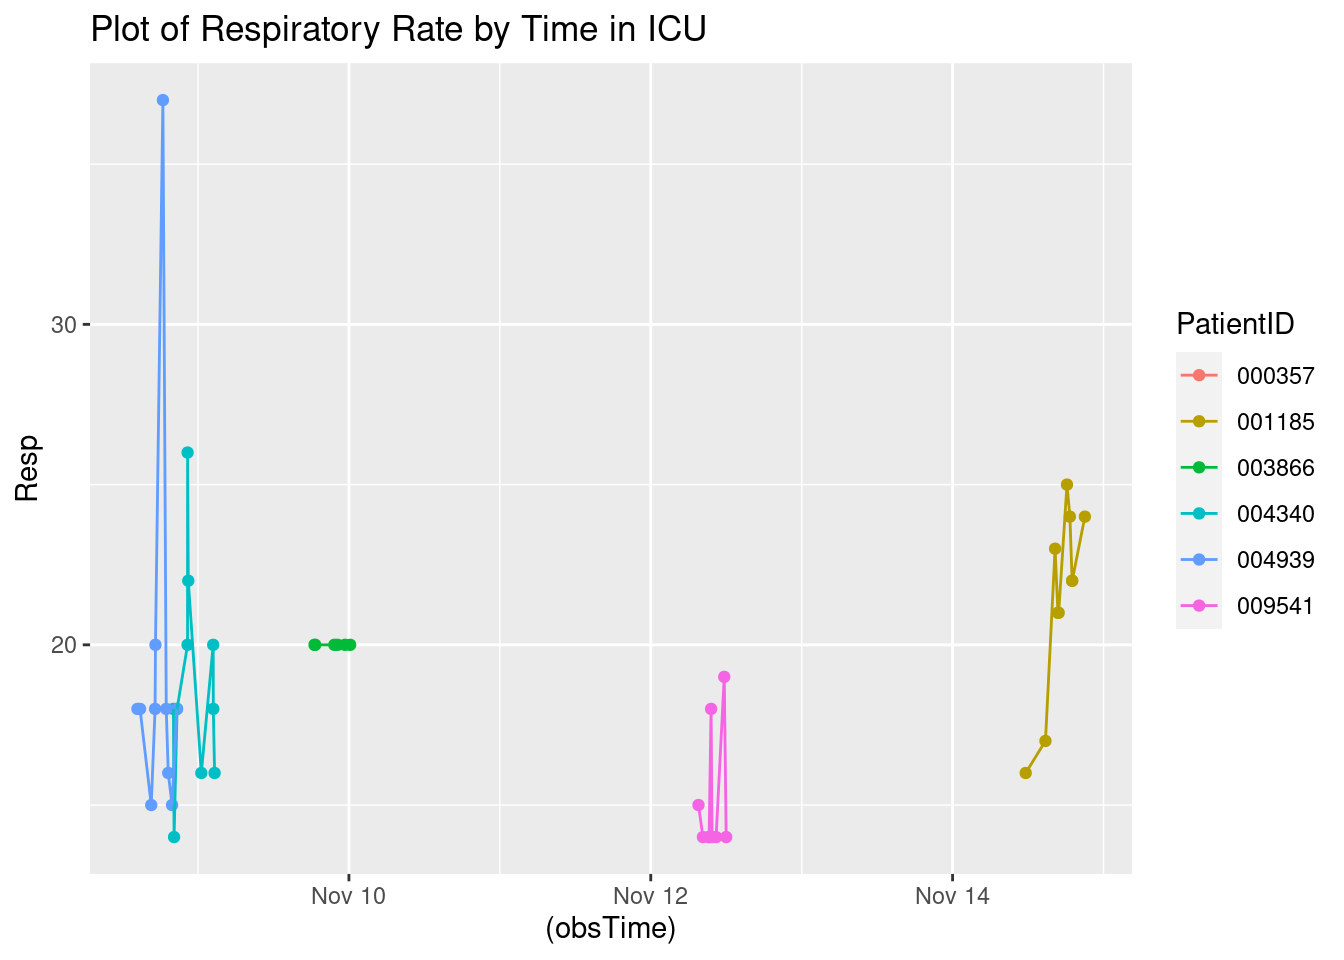 Plot of Respiratory Rate by Time in ICU
Resp
30
20
Nov 10
Nov 12
Nov 14
(obsTime)
PatientID
000357
001185
003866
004340
004939
009541